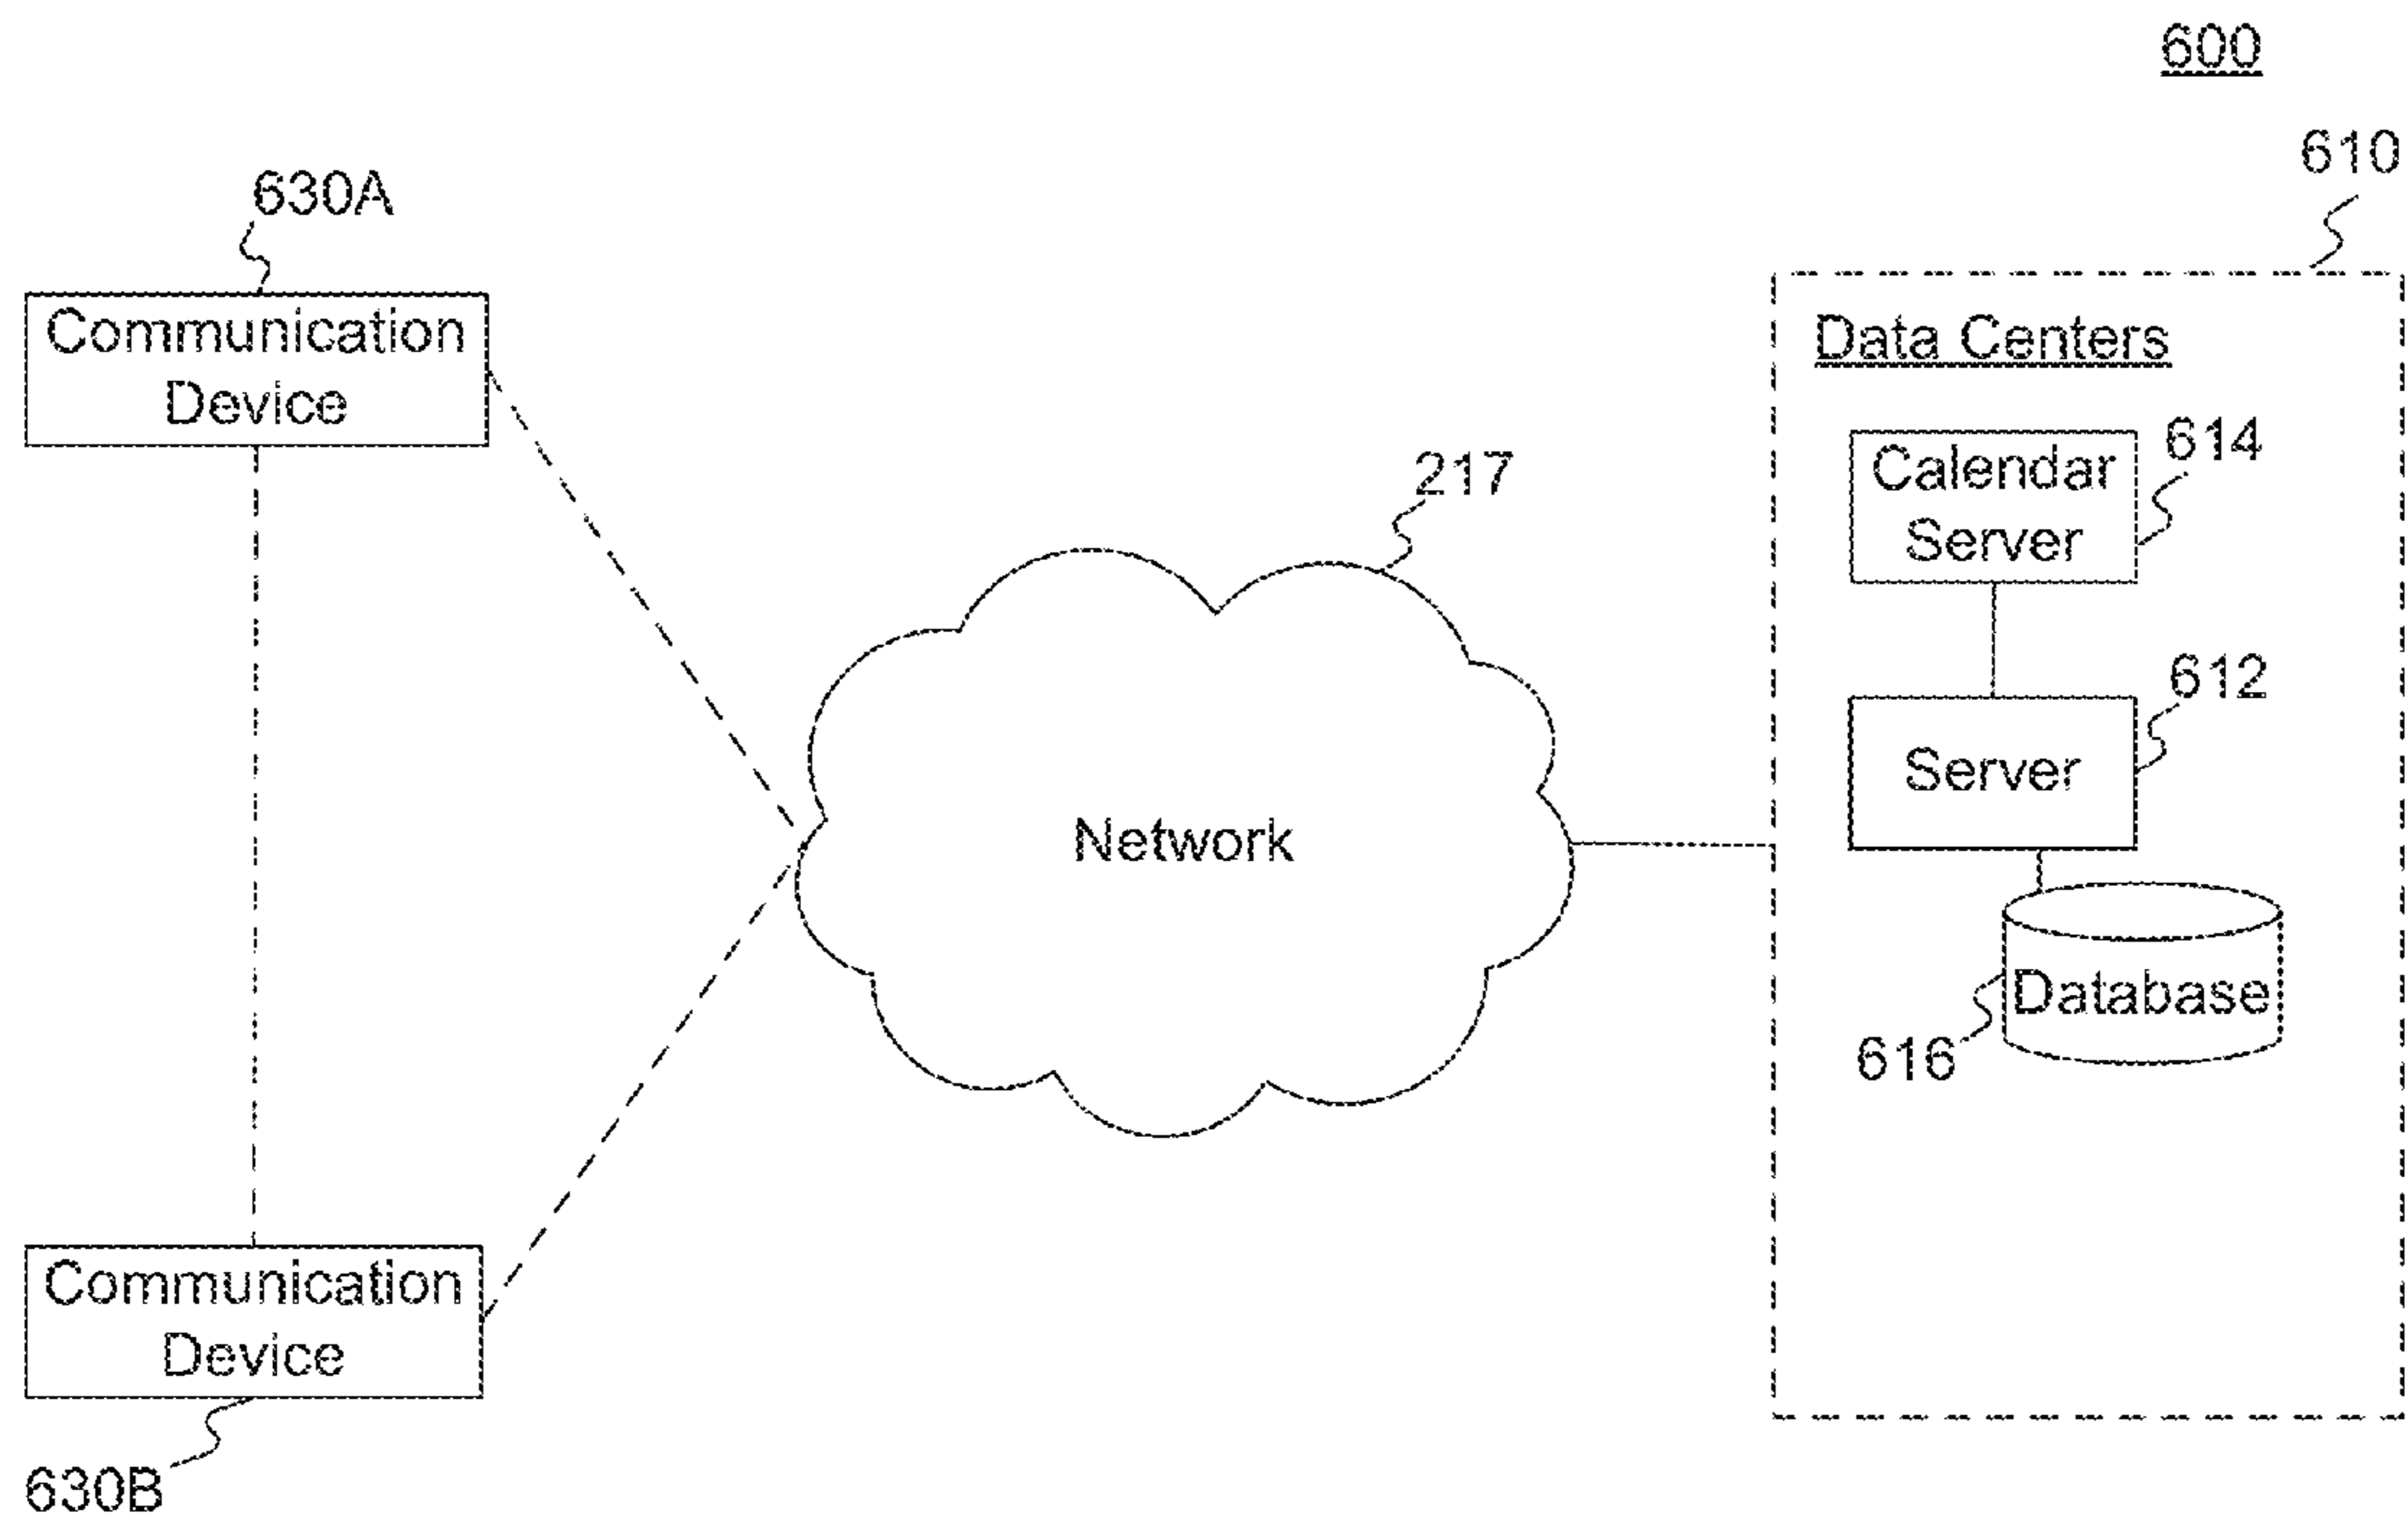 600
610
630A
Communication
Device
Data Centers
614
Calendar
Server
217
612
Server
Network
Database
616
Communication
Device
630B